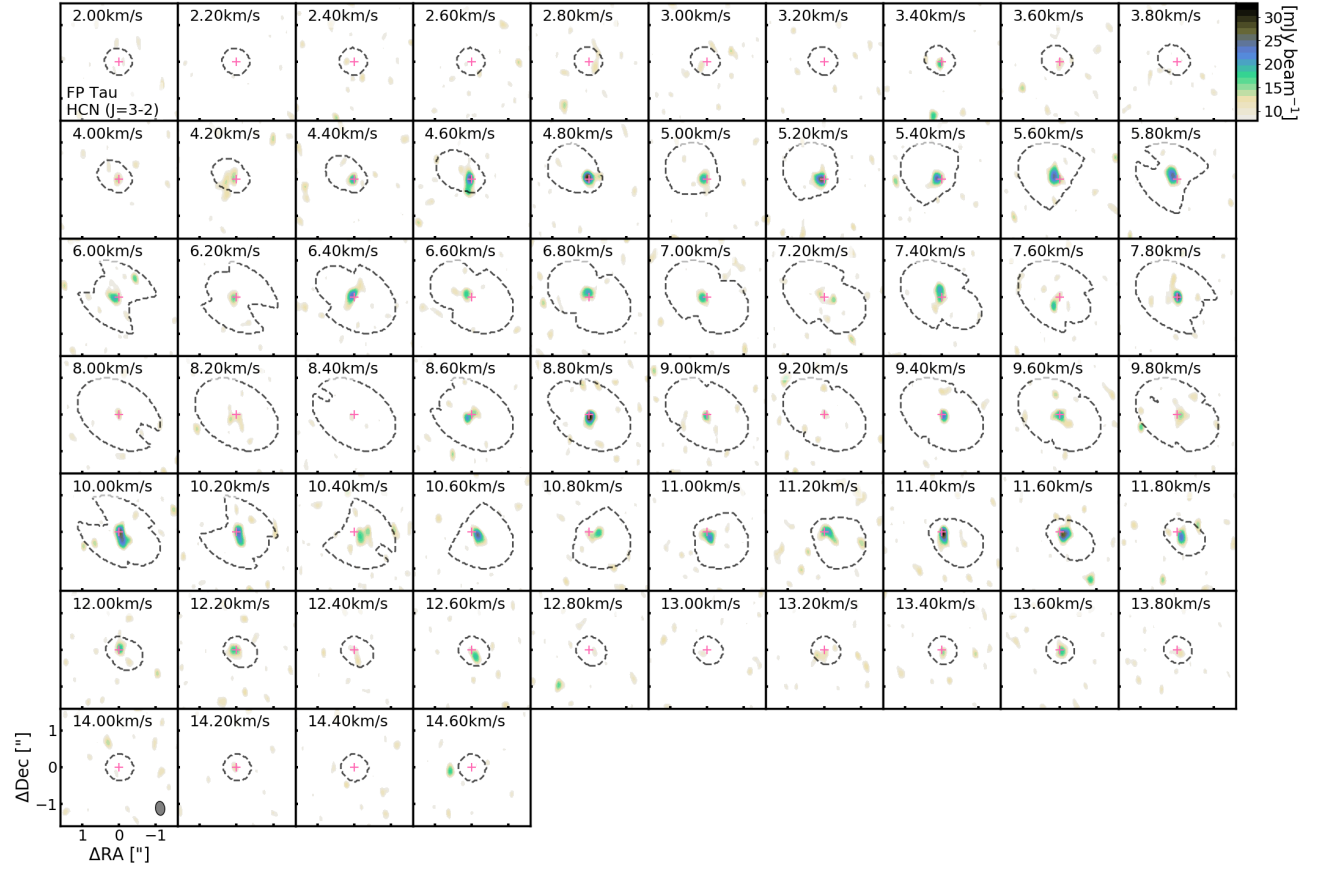 2.00km/s 2.20km/s 2.40km/s 2.60km/s 2.80km/s 3.00km/s 3.20km/s 3.40km/s 3.60km/s 3.80km/s
FP Tau
HCN (J=3-2)
30
25
20
15
10
[mJy beam⁻¹]
4.00km/s 4.20km/s 4.40km/s 4.60km/s 4.80km/s 5.00km/s 5.20km/s 5.40km/s 5.60km/s 5.80km/s
6.00km/s 6.20km/s 6.40km/s 6.60km/s 6.80km/s 7.00km/s 7.20km/s 7.40km/s 7.60km/s 7.80km/s
8.00km/s 8.20km/s 8.40km/s 8.60km/s 8.80km/s 9.00km/s 9.20km/s 9.40km/s 9.60km/s 9.80km/s
10.00km/s 10.20km/s 10.40km/s 10.60km/s 10.80km/s 11.00km/s 11.20km/s 11.40km/s 11.60km/s 11.80km/s
12.00km/s 12.20km/s 12.40km/s 12.60km/s 12.80km/s 13.00km/s 13.20km/s 13.40km/s 13.60km/s 13.80km/s
14.00km/s 14.20km/s 14.40km/s 14.60km/s
1
0
−1
ΔDec ["]
1 0 −1
ΔRA ["]